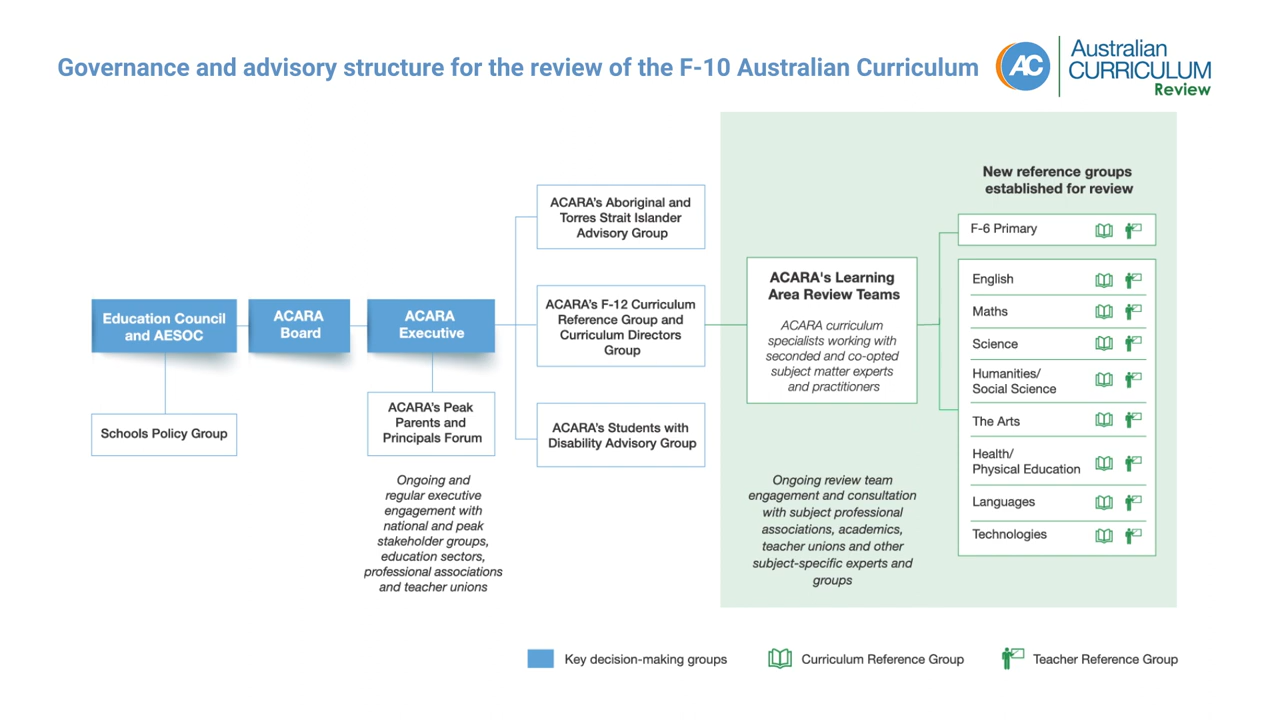 Governance and advisory structure for the review of the F-10 Australian Curriculum
AC
Australian
CURRICULUM
Review
Education Council
and AESOC
Schools Policy Group
ACARA
Board
ACARA
Executive
ACARA's Peak
Parents and
Principals Forum
Ongoing and
regular executive
engagement with
national and peak
stakeholder groups,
education sectors,
professional associations
and teacher unions
ACARA's Aboriginal and
Torres Strait Islander
Advisory Group
ACARA's F-12 Curriculum
Reference Group and
Curriculum Directors
Group
ACARA's Students with
Disability Advisory Group
ACARA's Learning
Area Review Teams
ACARA curriculum
specialists working with
seconded and co-opted
subject matter experts
and practitioners
Ongoing review team
engagement and consultation
with subject professional
associations, academics,
teacher unions and other
subject-specific experts and
groups
New reference groups
established for review
F-6 Primary
English
Maths
Science
Humanities/
Social Science
The Arts
Health/
Physical Education
Languages
Technologies
Key decision-making groups
Curriculum Reference Group
Teacher Reference Group